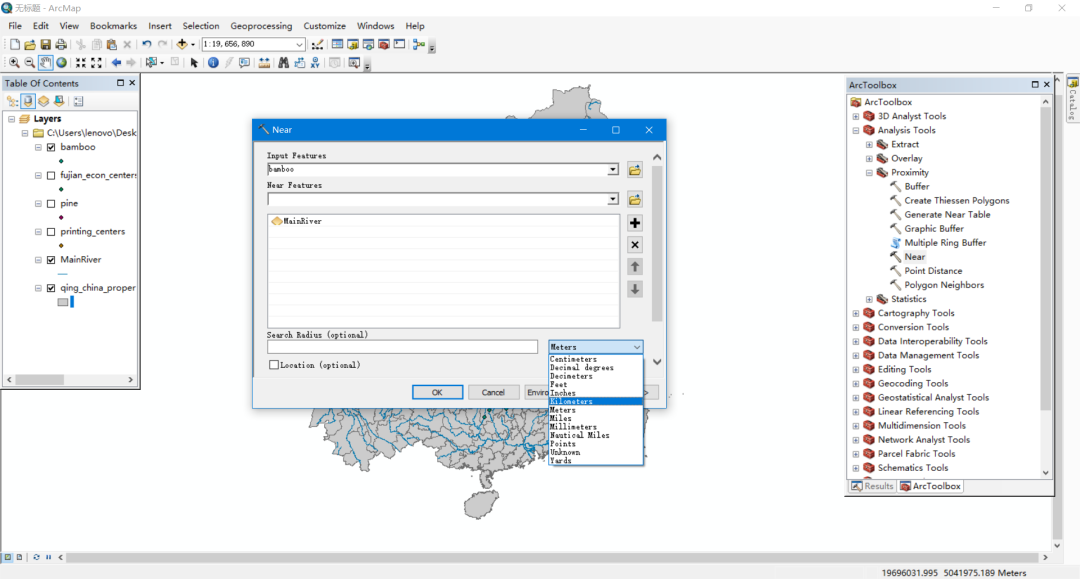 无标题 - ArcMap
File Edit View Bookmarks Insert Selection Geoprocessing Customize Windows Help
1:19,656,890
Table Of Contents
Layers
C:\Users\lenovo\Desk
bamboo
fujian_econ_centers
pine
printing_centers
MainRiver
qing_china_proper
Near
Input Features
bamboo
Near Features
MainRiver
Search Radius (optional)
Meters
Centimeters
Decimal degrees
Decimeters
Feet
Inches
Kilometers
Meters
Miles
Millimeters
Nautical Miles
Points
Unknown
Yards
Location (optional)
OK Cancel Enviro
ArcToolbox
ArcToolbox
3D Analyst Tools
Analysis Tools
Extract
Overlay
Proximity
Buffer
Create Thiessen Polygons
Generate Near Table
Graphic Buffer
Multiple Ring Buffer
Near
Point Distance
Polygon Neighbors
Statistics
Cartography Tools
Conversion Tools
Data Interoperability Tools
Data Management Tools
Editing Tools
Geocoding Tools
Geostatistical Analyst Tools
Linear Referencing Tools
Multidimension Tools
Network Analyst Tools
Parcel Fabric Tools
Schematics Tools
Results ArcToolbox
Catalog
19696031.995 5041975.189 Meters